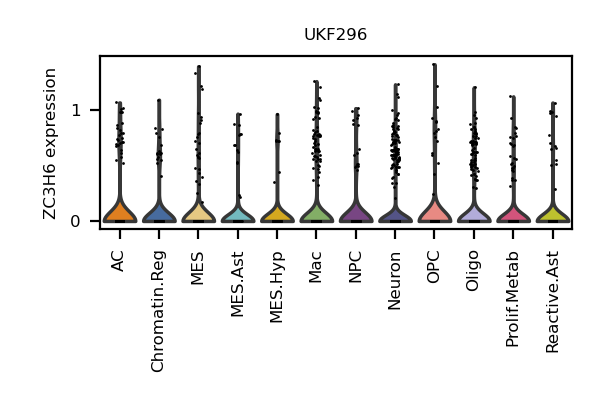 UKF296
ZC3H6 expression
1
0
AC
Chromatin.Reg
MES
MES.Ast
MES.Hyp
Mac
NPC
Neuron
OPC
Oligo
Prolif.Metab
Reactive.Ast